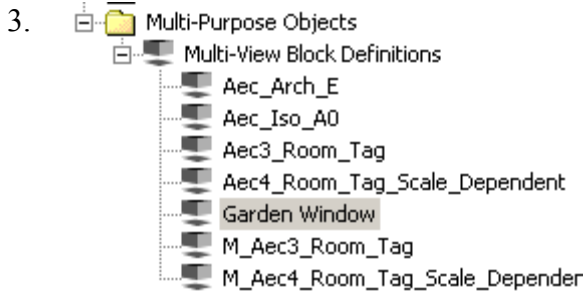 3. Multi-Purpose Objects
Multi-View Block Definitions
Aec_Arch_E
Aec_Iso_A0
Aec3_Room_Tag
Aec4_Room_Tag_Scale_Dependent
Garden Window
M_Aec3_Room_Tag
M_Aec4_Room_Tag_Scale_Depender